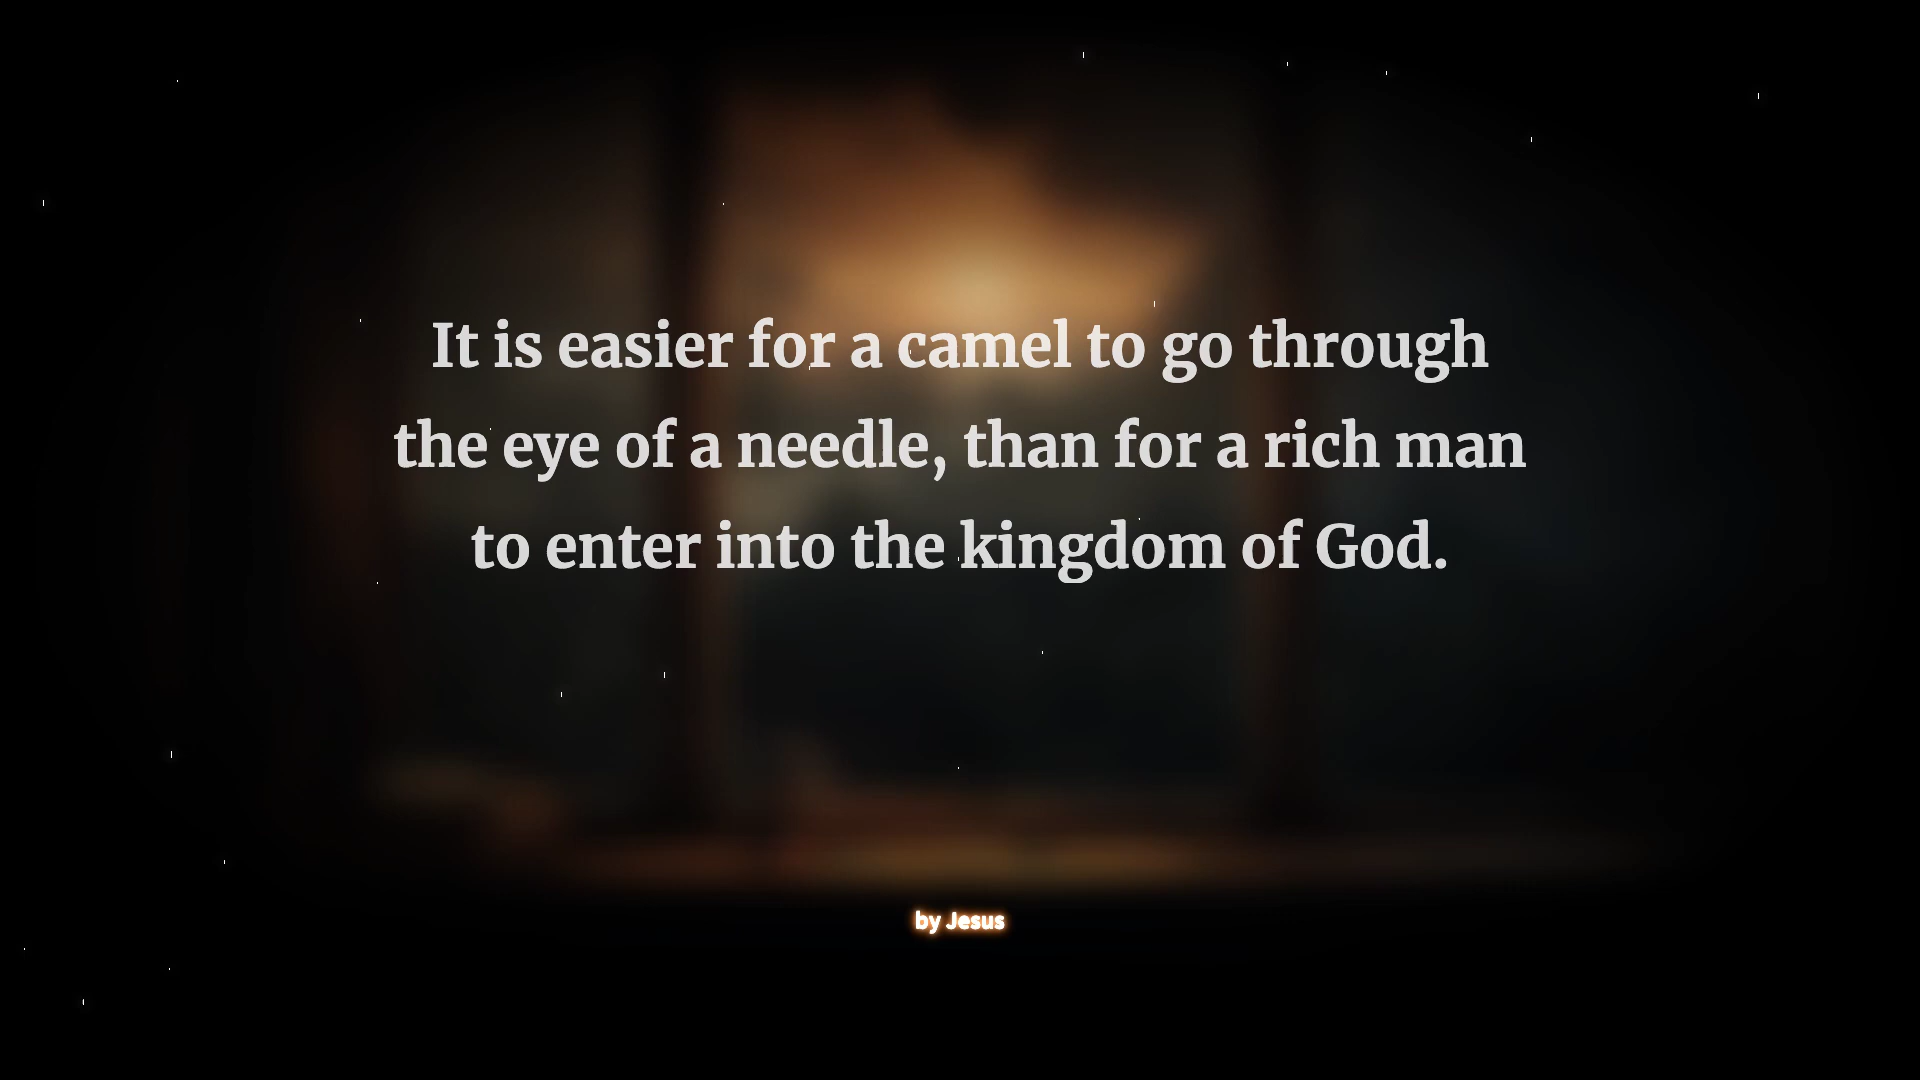 It is easier for a camel to go through
the eye of a needle, than for a rich man
to enter into the kingdom of God.
by Jesus